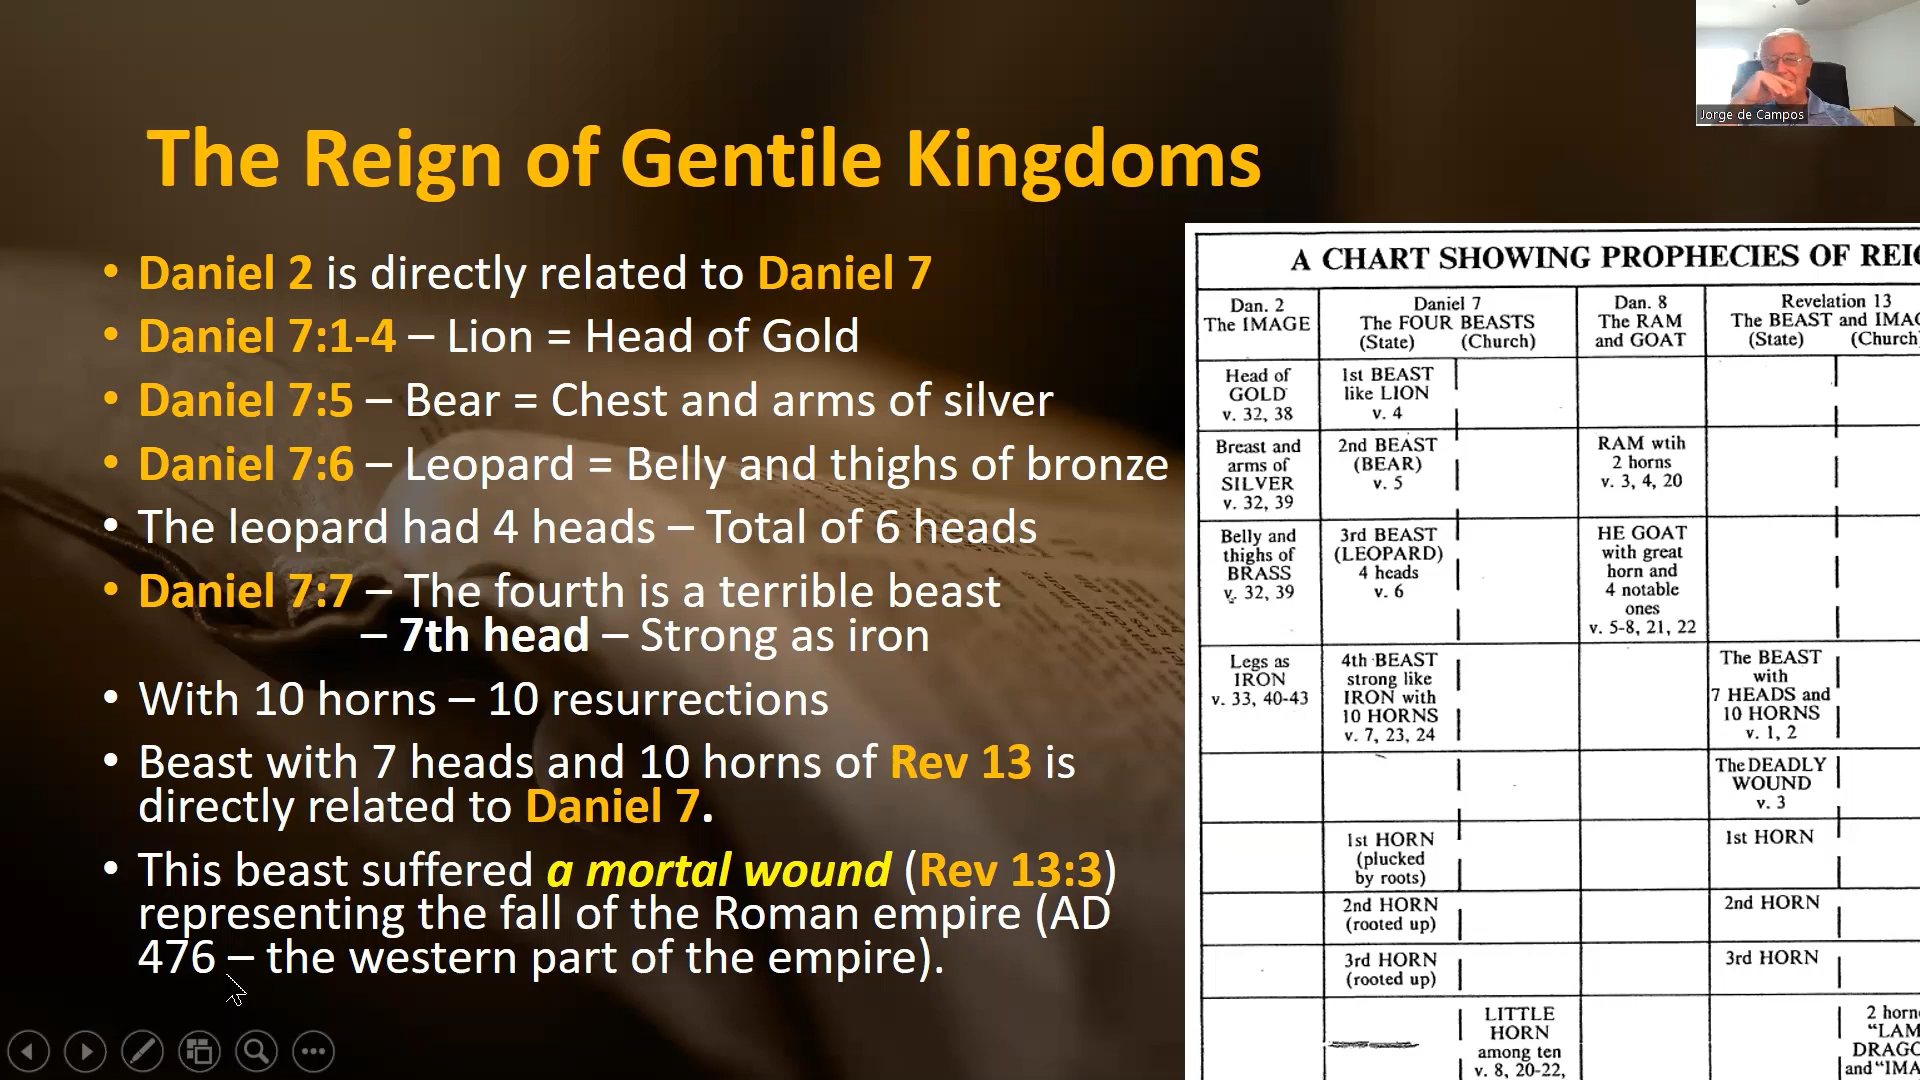 Jorge de Campos
The Reign of Gentile Kingdoms
• Daniel 2 is directly related to Daniel 7
• Daniel 7:1-4 – Lion = Head of Gold
• Daniel 7:5 – Bear = Chest and arms of silver
• Daniel 7:6 – Leopard = Belly and thighs of bronze
• The leopard had 4 heads – Total of 6 heads
• Daniel 7:7 – The fourth is a terrible beast
– 7th head – Strong as iron
• With 10 horns – 10 resurrections
• Beast with 7 heads and 10 horns of Rev 13 is
directly related to Daniel 7.
• This beast suffered a mortal wound (Rev 13:3)
representing the fall of the Roman empire (AD
476 – the western part of the empire).
A CHART SHOWING PROPHECIES OF
Dan. 2
The IMAGE
Daniel 7
The FOUR BEASTS
(State) (Church)
Dan. 8
The RAM
and GOAT
Revelation 13
The BEAST and
(State) (Church
Head of
GOLD
v. 32, 38
1st BEAST
like LION
v. 4
Breast and
arms of
SILVER
v. 32, 39
2nd BEAST
(BEAR)
v. 5
RAM wtih
2 horns
v. 3, 4, 20
Belly and
thighs of
BRASS
v. 32, 39
3rd BEAST
(LEOPARD)
4 heads
v. 6
HE GOAT
with great
horn and
4 notable
ones
v. 5-8, 21, 22
Legs as
IRON
v. 33, 40-43
4th BEAST
strong like
IRON with
10 HORNS
v. 7, 23, 24
The BEAST
with
7 HEADS and
10 HORNS
v. 1, 2
The DEADLY
WOUND
v. 3
1st HORN
(plucked
by roots)
1st HORN
2nd HORN
(rooted up)
2nd HORN
3rd HORN
(rooted up)
3rd HORN
LITTLE
HORN
among ten
v. 8, 20-22,
2 horn
"LAM
DRAGO
and "IMA